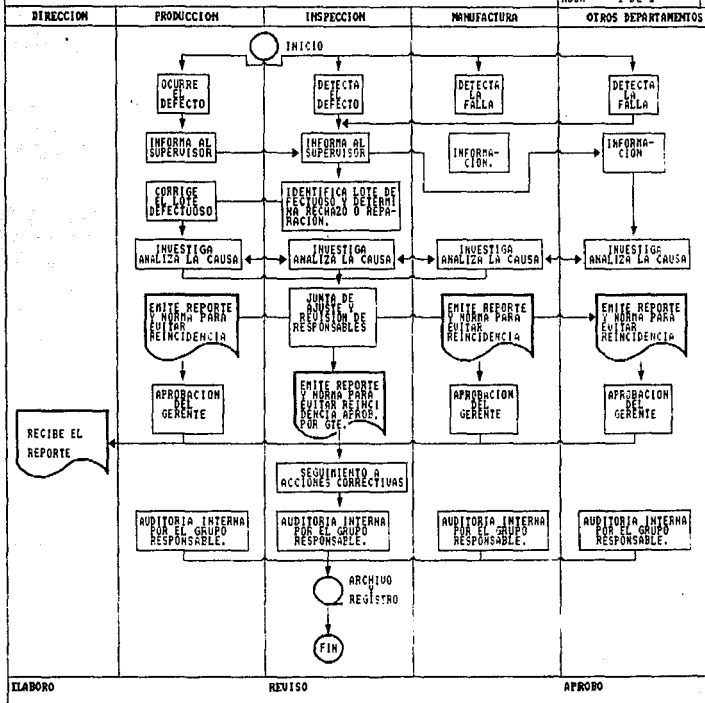 HOJA 1 DE 1
DIRECCION PRODUCCION INSPECCION MANUFACTURA OTROS DEPARTAMENTOS
INICIO
OCURRE
EL
DEFECTO
DETECTA
EL
DEFECTO
DETECTA
LA
FALLA
DETECTA
LA
FALLA
INFORMA AL
SUPERVISOR
INFORMA AL
SUPERVISOR
INFORMA-
CION.
INFORMA-
CION
CORRIGE
EL LOTE
DEFECTUOSO
IDENTIFICA LOTE DE
FECTUOSO Y DETERMI
NA RECHAZO O REPA-
RACION.
INVESTIGA
ANALIZA LA CAUSA
INVESTIGA
ANALIZA LA CAUSA
INVESTIGA
ANALIZA LA CAUSA
INVESTIGA
ANALIZA LA CAUSA
EMITE REPORTE
Y NORMA PARA
EVITAR
REINCIDENCIA
JUNTA DE
AJUSTE Y
REVISION DE
RESPONSABLES
EMITE REPORTE
Y NORMA PARA
EVITAR
REINCIDENCIA
EMITE REPORTE
Y NORMA PARA
EVITAR
REINCIDENCIA
APROBACION
DEL
GERENTE
EMITE REPORTE
Y NORMA PARA
EVITAR REINCI
DENCIA APROB.
POR GTE.
APROBACION
DEL
GERENTE
APROBACION
DEL
GERENTE
RECIBE EL
REPORTE
SEGUIMIENTO A
ACCIONES CORRECTIVAS
AUDITORIA INTERNA
POR EL GRUPO
RESPONSABLE.
AUDITORIA INTERNA
POR EL GRUPO
RESPONSABLE.
AUDITORIA INTERNA
POR EL GRUPO
RESPONSABLE.
AUDITORIA INTERNA
POR EL GRUPO
RESPONSABLE.
ARCHIVO
Y
REGISTRO
FIN
ELABORO REVISO APROBO